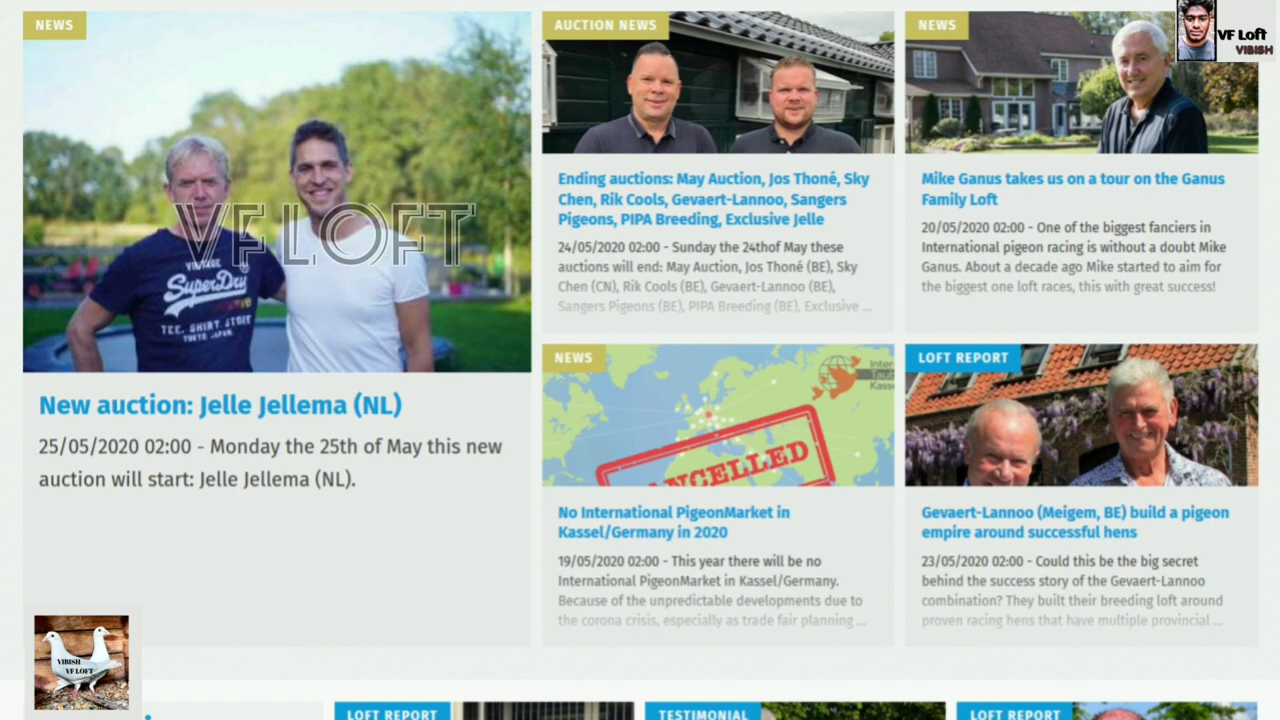 NEWS
VF LOFT
VINTAGE
SuperDry
TEE. SHIRT. STORE
TOKYO JAPAN
New auction: Jelle Jellema (NL)
25/05/2020 02:00 - Monday the 25th of May this new
auction will start: Jelle Jellema (NL).
AUCTION NEWS
Ending auctions: May Auction, Jos Thoné, Sky
Chen, Rik Cools, Gevaert-Lannoo, Sangers
Pigeons, PIPA Breeding, Exclusive Jelle
24/05/2020 02:00 - Sunday the 24thof May these
auctions will end: May Auction, Jos Thoné (BE), Sky
Chen (CN), Rik Cools (BE), Gevaert-Lannoo (BE),
Sangers Pigeons (BE), PIPA Breeding (BE), Exclusive ...
NEWS
VF Loft
VIBISH
Mike Ganus takes us on a tour on the Ganus
Family Loft
20/05/2020 02:00 - One of the biggest fanciers in
International pigeon racing is without a doubt Mike
Ganus. About a decade ago Mike started to aim for
the biggest one loft races, this with great success!
NEWS
Inter
Taub
Kasse
ANCELLED
No International PigeonMarket in
Kassel/Germany in 2020
19/05/2020 02:00 - This year there will be no
International PigeonMarket in Kassel/Germany.
Because of the unpredictable developments due to
the corona crisis, especially as trade fair planning ...
LOFT REPORT
Gevaert-Lannoo (Meigem, BE) build a pigeon
empire around successful hens
23/05/2020 02:00 - Could this be the big secret
behind the success story of the Gevaert-Lannoo
combination? They built their breeding loft around
proven racing hens that have multiple provincial ...
VIBISH
VF LOFT
LOFT REPORT
TESTIMONIAL
LOFT REPORT